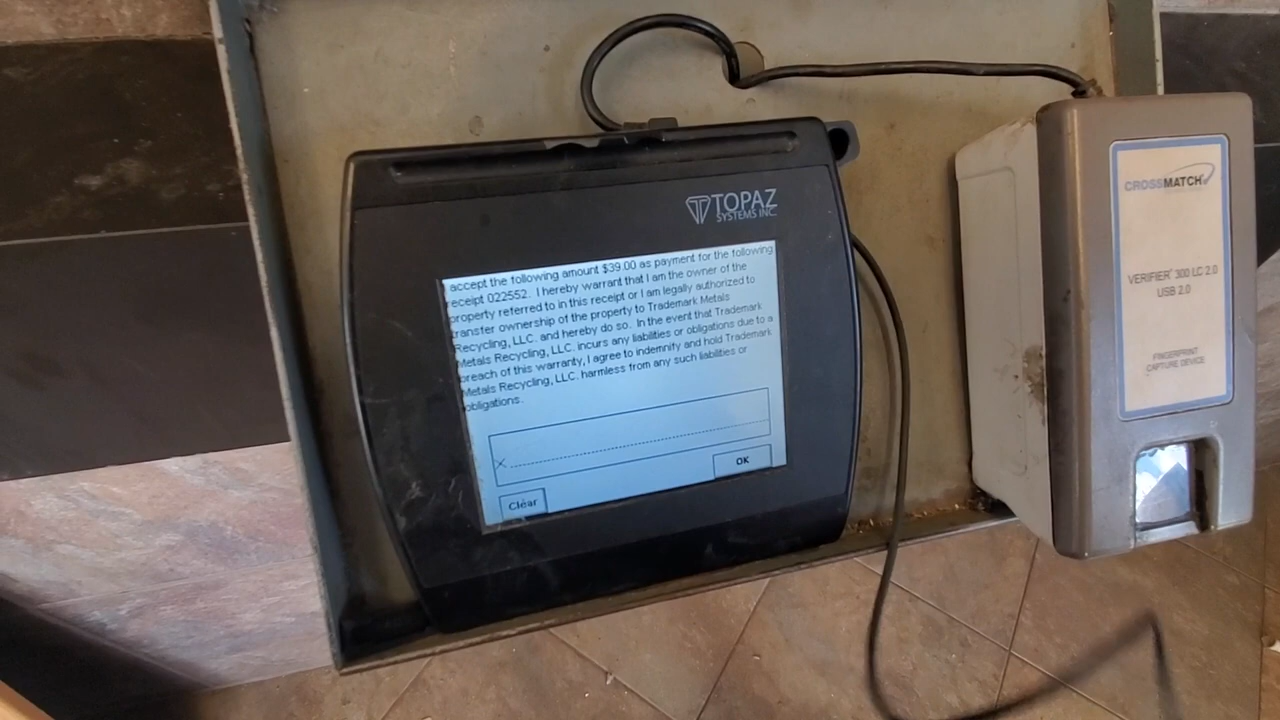 TOPAZ
SYSTEMS INC.
accept the following amount $39.00 as payment for the following
receipt 022552. I hereby warrant that I am the owner of the
property referred to in this receipt or I am legally authorized to
transfer ownership of the property to Trademark Metals
Recycling, LLC. and hereby do so. In the event that Trademark
Metals Recycling, LLC. incurs any liabilities or obligations due to a
breach of this warranty, I agree to indemnify and hold Trademark
Metals Recycling, LLC. harmless from any such liabilities or
obligations.
X
OK
Clear
CROSSMATCH
VERIFIER® 300 LC 2.0
USB 2.0
FINGERPRINT
CAPTURE DEVICE